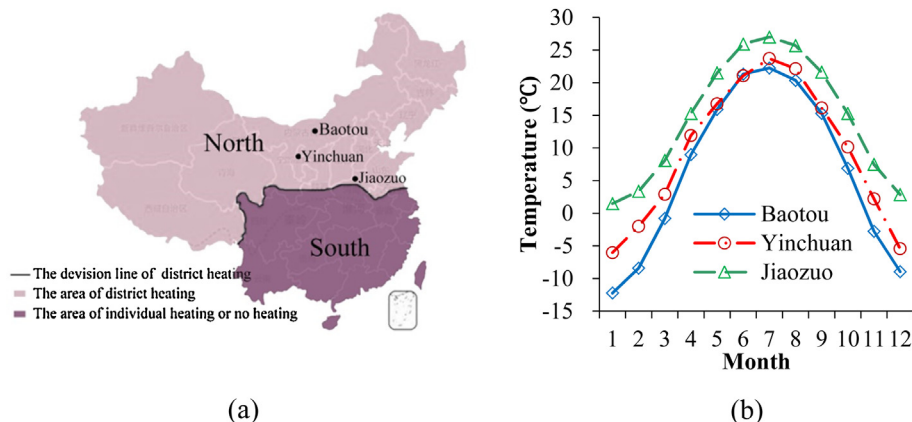 North
Baotou
Yinchuan
Jiaozuo
South
The devision line of district heating
The area of district heating
The area of individual heating or no heating
(a)
Temperature (℃)
30
25
20
15
10
5
0
-5
-10
-15
Baotou
Yinchuan
Jiaozuo
1 2 3 4 5 6 7 8 9 10 11 12
Month
(b)